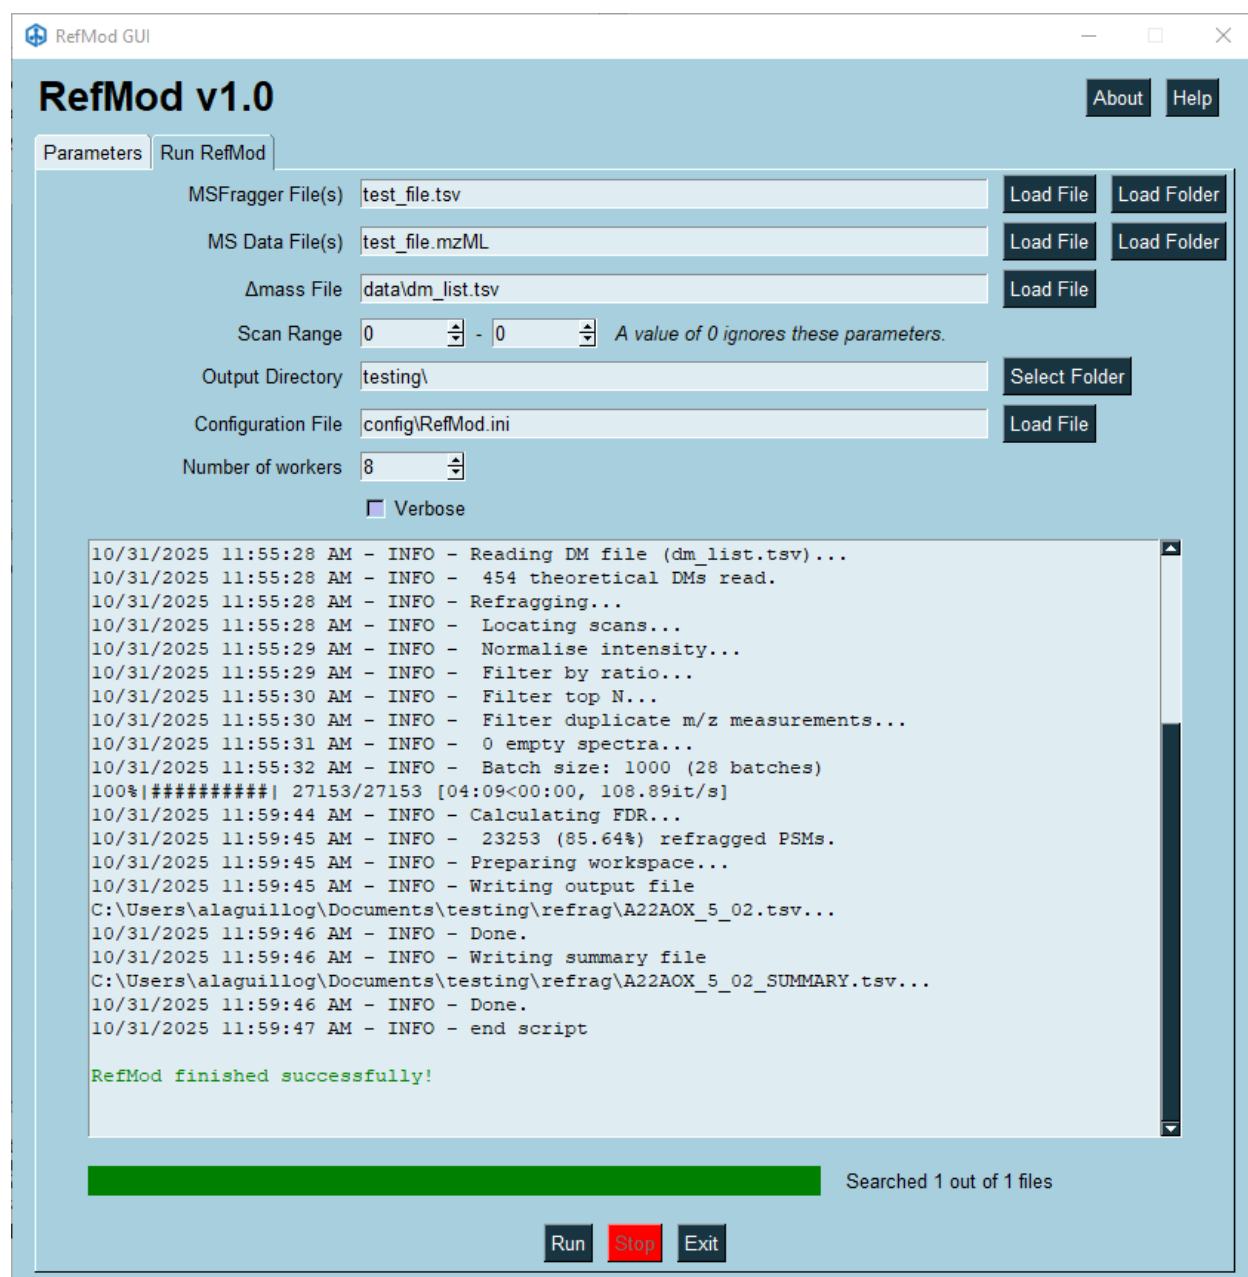 RefMod GUI
RefMod v1.0
About Help
Parameters Run RefMod
MSFragger File(s) test_file.tsv Load File Load Folder
MS Data File(s) test_file.mzML Load File Load Folder
Δmass File data\dm_list.tsv Load File
Scan Range 0 - 0 A value of 0 ignores these parameters.
Output Directory testing\ Select Folder
Configuration File config\RefMod.ini Load File
Number of workers 8
Verbose
10/31/2025 11:55:28 AM - INFO - Reading DM file (dm_list.tsv)...
10/31/2025 11:55:28 AM - INFO -  454 theoretical DMs read.
10/31/2025 11:55:28 AM - INFO - Refragging...
10/31/2025 11:55:28 AM - INFO -  Locating scans...
10/31/2025 11:55:29 AM - INFO -  Normalise intensity...
10/31/2025 11:55:29 AM - INFO -  Filter by ratio...
10/31/2025 11:55:30 AM - INFO -  Filter top N...
10/31/2025 11:55:30 AM - INFO -  Filter duplicate m/z measurements...
10/31/2025 11:55:31 AM - INFO -  0 empty spectra...
10/31/2025 11:55:32 AM - INFO -  Batch size: 1000 (28 batches)
100%|##########| 27153/27153 [04:09<00:00, 108.89it/s]
10/31/2025 11:59:44 AM - INFO - Calculating FDR...
10/31/2025 11:59:45 AM - INFO -  23253 (85.64%) refragged PSMs.
10/31/2025 11:59:45 AM - INFO - Preparing workspace...
10/31/2025 11:59:45 AM - INFO - Writing output file
C:\Users\alaguillog\Documents\testing\refrag\A22AOX_5_02.tsv...
10/31/2025 11:59:46 AM - INFO - Done.
10/31/2025 11:59:46 AM - INFO - Writing summary file
C:\Users\alaguillog\Documents\testing\refrag\A22AOX_5_02_SUMMARY.tsv...
10/31/2025 11:59:46 AM - INFO - Done.
10/31/2025 11:59:47 AM - INFO - end script
RefMod finished successfully!
Searched 1 out of 1 files
Run Stop Exit